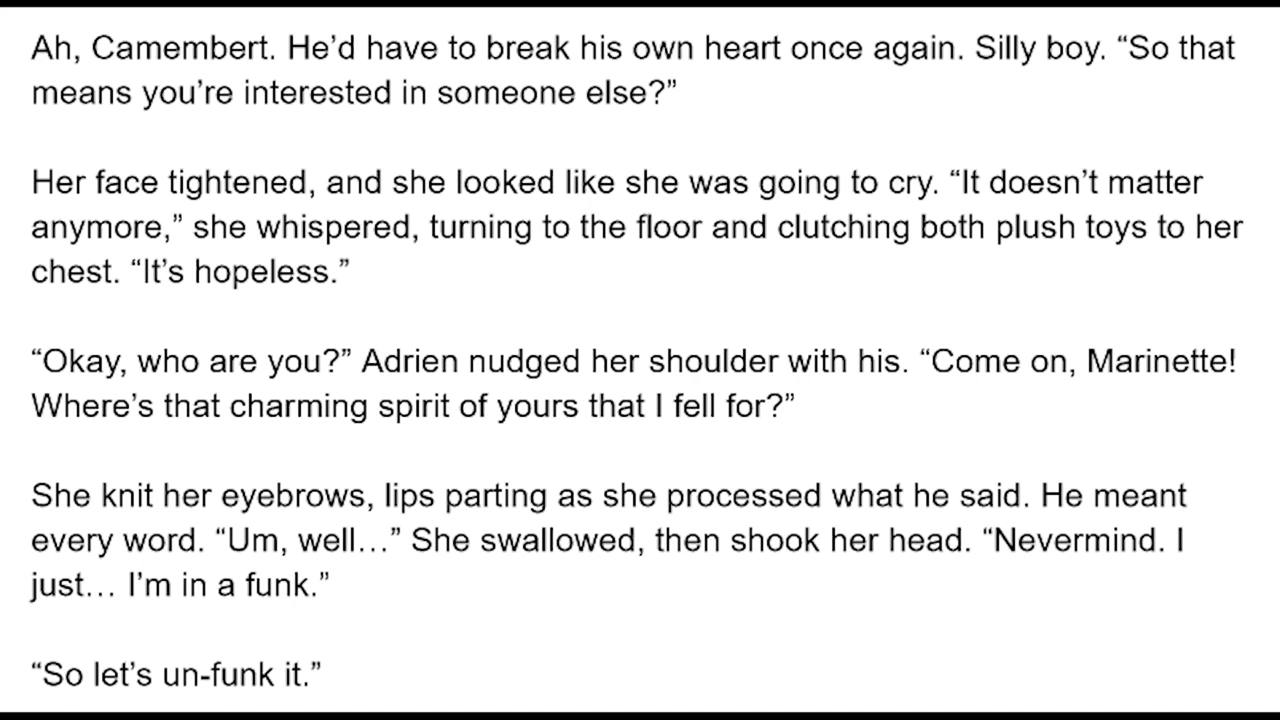 Ah, Camembert. He’d have to break his own heart once again. Silly boy. “So that
means you’re interested in someone else?”
Her face tightened, and she looked like she was going to cry. “It doesn’t matter
anymore,” she whispered, turning to the floor and clutching both plush toys to her
chest. “It’s hopeless.”
“Okay, who are you?” Adrien nudged her shoulder with his. “Come on, Marinette!
Where’s that charming spirit of yours that I fell for?”
She knit her eyebrows, lips parting as she processed what he said. He meant
every word. “Um, well…” She swallowed, then shook her head. “Nevermind. I
just… I’m in a funk.”
“So let’s un-funk it.”